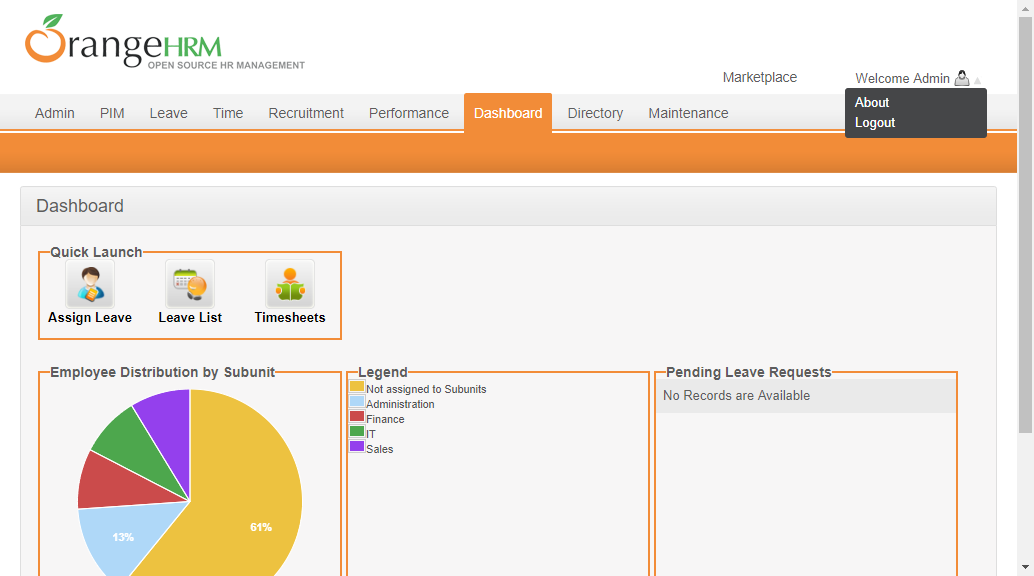 OrangeHRM
OPEN SOURCE HR MANAGEMENT
Marketplace
Welcome Admin
About
Logout
Admin PIM Leave Time Recruitment Performance Dashboard Directory Maintenance
Dashboard
Quick Launch
Assign Leave Leave List Timesheets
Employee Distribution by Subunit
61%
13%
Legend
Not assigned to Subunits
Administration
Finance
IT
Sales
Pending Leave Requests
No Records are Available